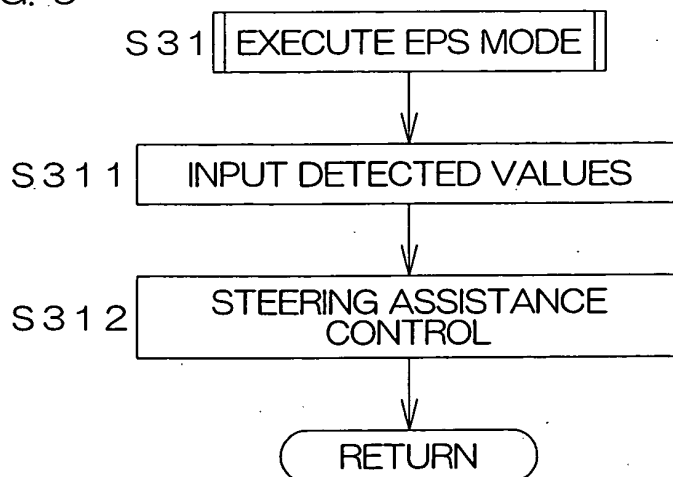 S31 EXECUTE EPS MODE
S311 INPUT DETECTED VALUES
S312 STEERING ASSISTANCE
CONTROL
RETURN